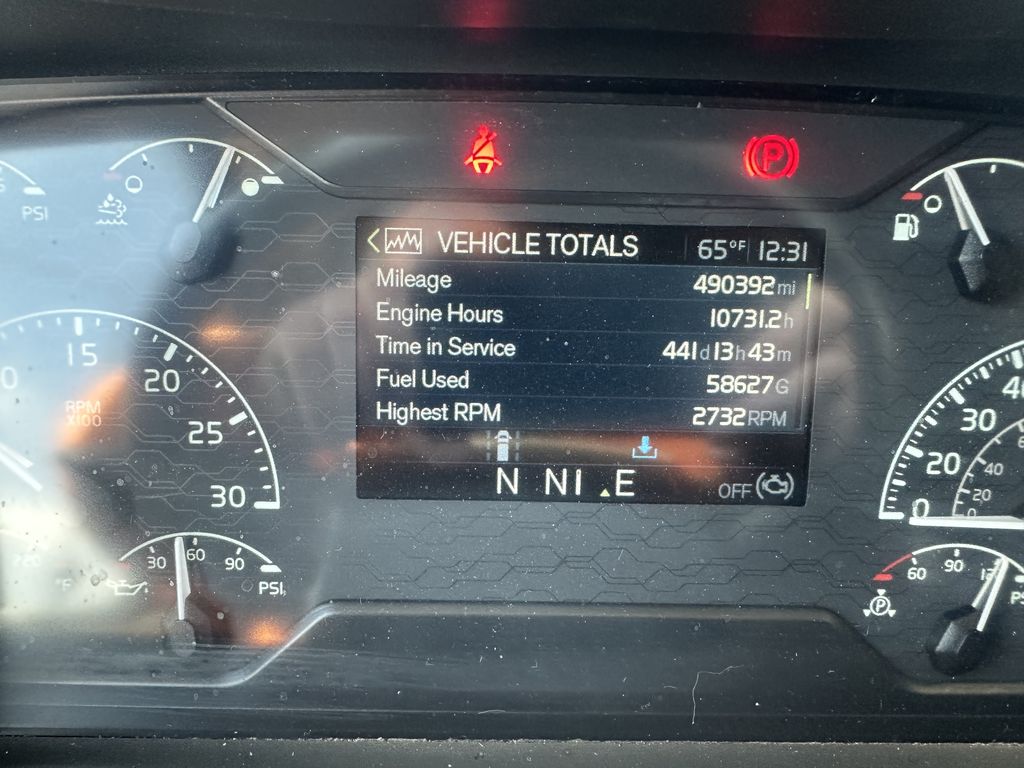 PSI
VEHICLE TOTALS 65°F 12:31
Mileage 490392mi
Engine Hours 10731.2h
Time in Service 441d13h43m
Fuel Used 58627G
Highest RPM 2732RPM
N NI E
OFF
15
20
25
30
RPM
X100
30 60 90
PSI
°F
P
40
30
20
0
40
20
0
60 90
P